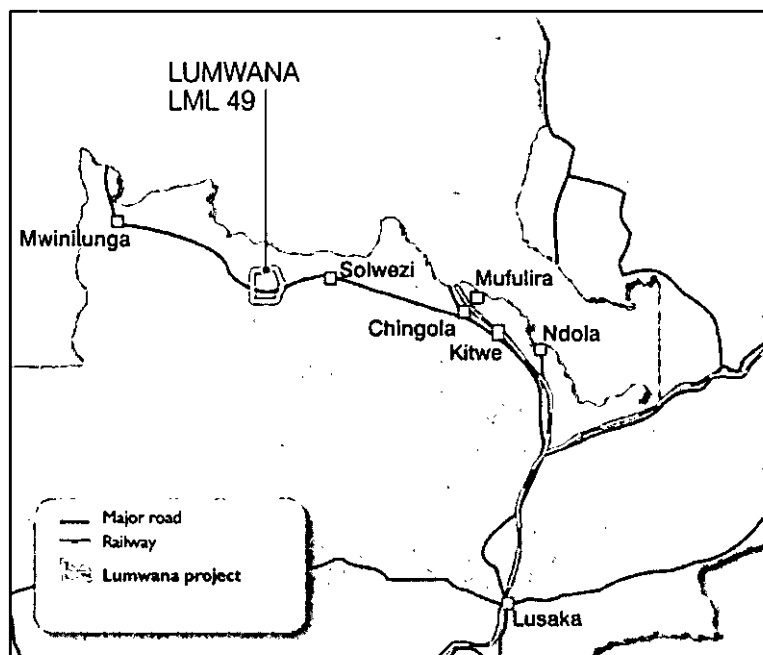 LUMWANA
LML 49
Mwinilunga
Solwezi
Mufulira
Chingola
Kitwe
Ndola
Major road
Railway
Lumwana project
Lusaka